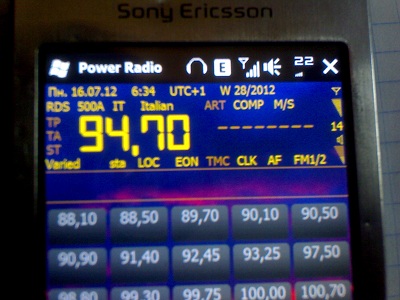 Sony Ericsson
Power Radio E 22
Пн. 16.07.12 6:34 UTC+1 W 28/2012
RDS 500A IT Italian ART COMP M/S
TP
TA
ST
94,70 -------- 14
Varied sta LOC EON TMC CLK AF FM1/2
88,10 88,50 89,70 90,10 90,50
90,90 91,40 92,45 93,25 97,50
98,80 99,30 99,75 100,00 100,70